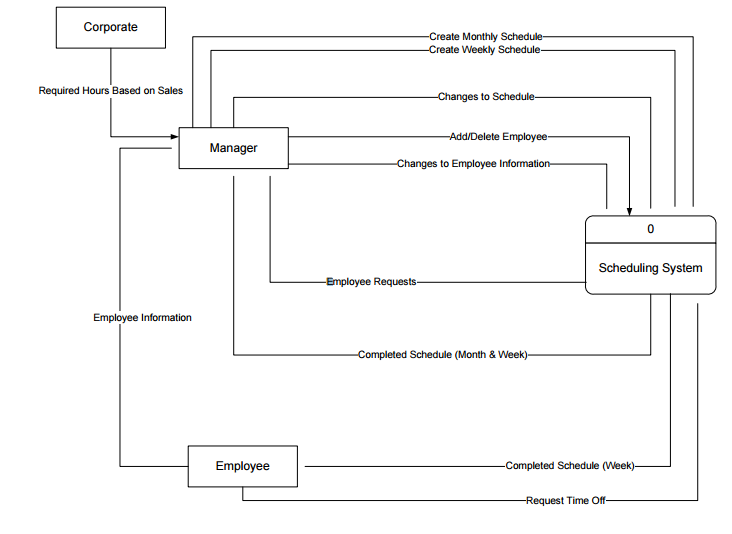 Corporate
Create Monthly Schedule
Create Weekly Schedule
Required Hours Based on Sales
Changes to Schedule
Add/Delete Employee
Manager
Changes to Employee Information
0
Scheduling System
Employee Requests
Employee Information
Completed Schedule (Month & Week)
Employee
Completed Schedule (Week)
Request Time Off